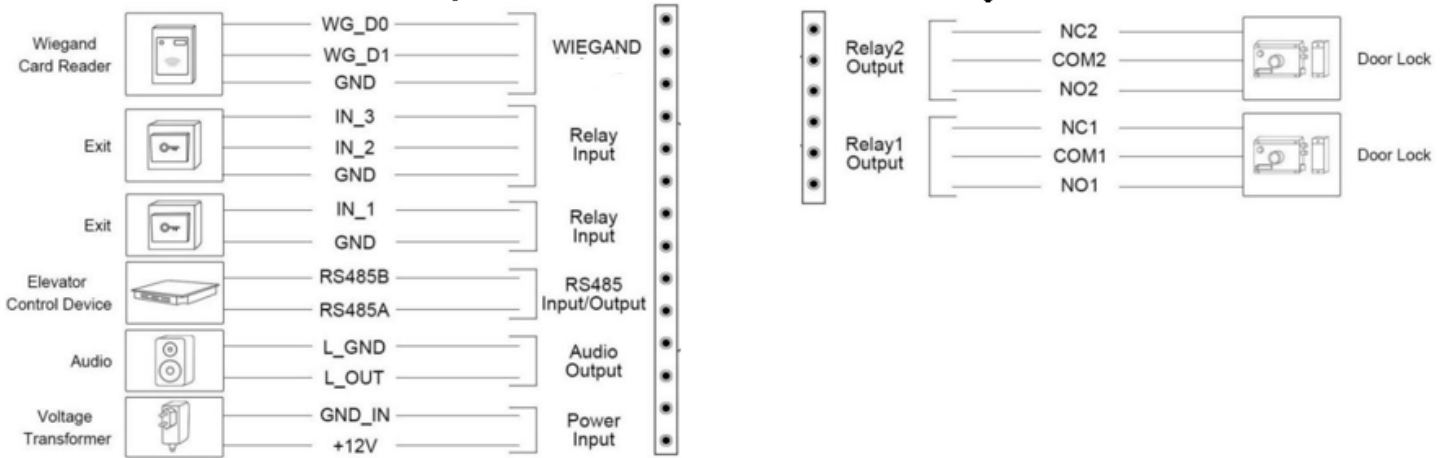 Wiegand
Card Reader
WG_D0
WG_D1
GND
WIEGAND
Exit
IN_3
IN_2
GND
Relay
Input
Exit
IN_1
GND
Relay
Input
Elevator
Control Device
RS485B
RS485A
RS485
Input/Output
Audio
L_GND
L_OUT
Audio
Output
Voltage
Transformer
GND_IN
+12V
Power
Input
Relay2
Output
NC2
COM2
NO2
Door Lock
Relay1
Output
NC1
COM1
NO1
Door Lock